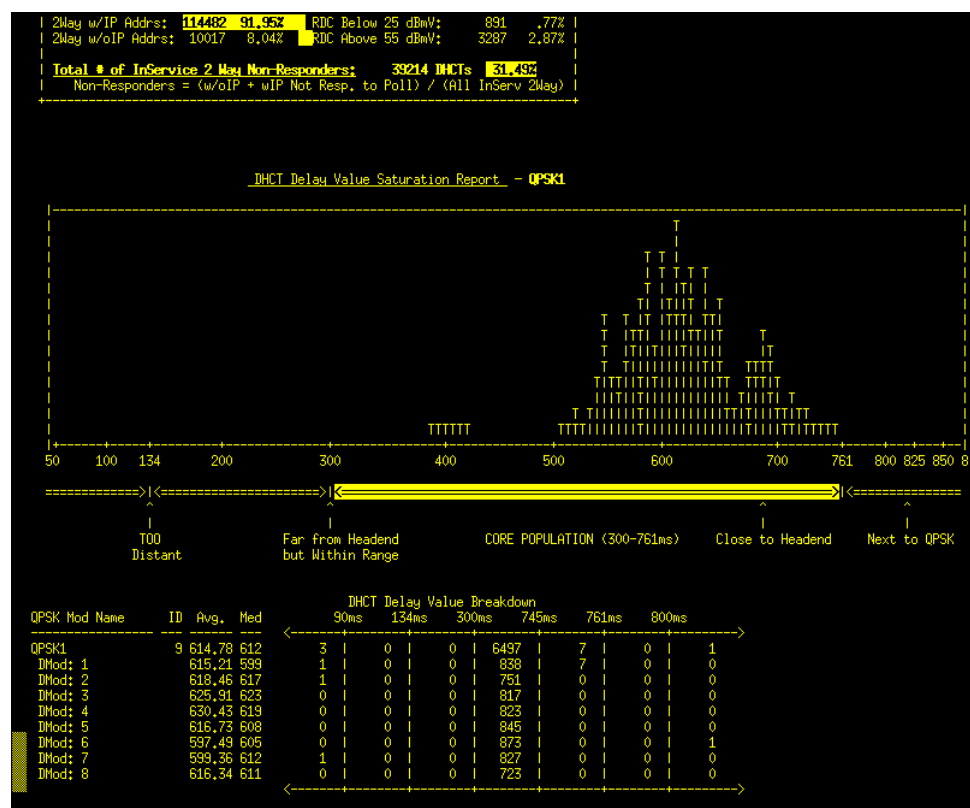 | 2Way w/IP Addrs: 114482 91.95% RDC Below 25 dBmV: 891 .77% |
| 2Way w/oIP Addrs: 10017 8.04% RDC Above 55 dBmV: 3287 2.87% |
| Total # of InService 2 Way Non-Responders: 39214 DHCTs 31.49% |
| Non-Responders = (w/oIP + wIP Not Resp. to Poll) / (All InServ 2Way) |
DHCT Delay Value Saturation Report - QPSK1
50 100 134 200 300 400 500 600 700 761 800 825 850 8
TOO Distant
Far from Headend but Within Range
CORE POPULATION (300-761ms)
Close to Headend
Next to QPSK
DHCT Delay Value Breakdown
QPSK Mod Name ID Avg. Med 90ms 134ms 300ms 745ms 761ms 800ms
QPSK1 9 614.78 612 3 | 0 | 0 | 6497 | 7 | 0 | 1
DMod: 1 615.21 599 1 | 0 | 0 | 838 | 7 | 0 | 0
DMod: 2 618.46 617 1 | 0 | 0 | 751 | 0 | 0 | 0
DMod: 3 625.91 623 0 | 0 | 0 | 817 | 0 | 0 | 0
DMod: 4 630.43 619 0 | 0 | 0 | 823 | 0 | 0 | 0
DMod: 5 616.73 608 0 | 0 | 0 | 845 | 0 | 0 | 0
DMod: 6 597.49 605 0 | 0 | 0 | 873 | 0 | 0 | 1
DMod: 7 599.36 612 1 | 0 | 0 | 827 | 0 | 0 | 0
DMod: 8 616.34 611 0 | 0 | 0 | 723 | 0 | 0 | 0